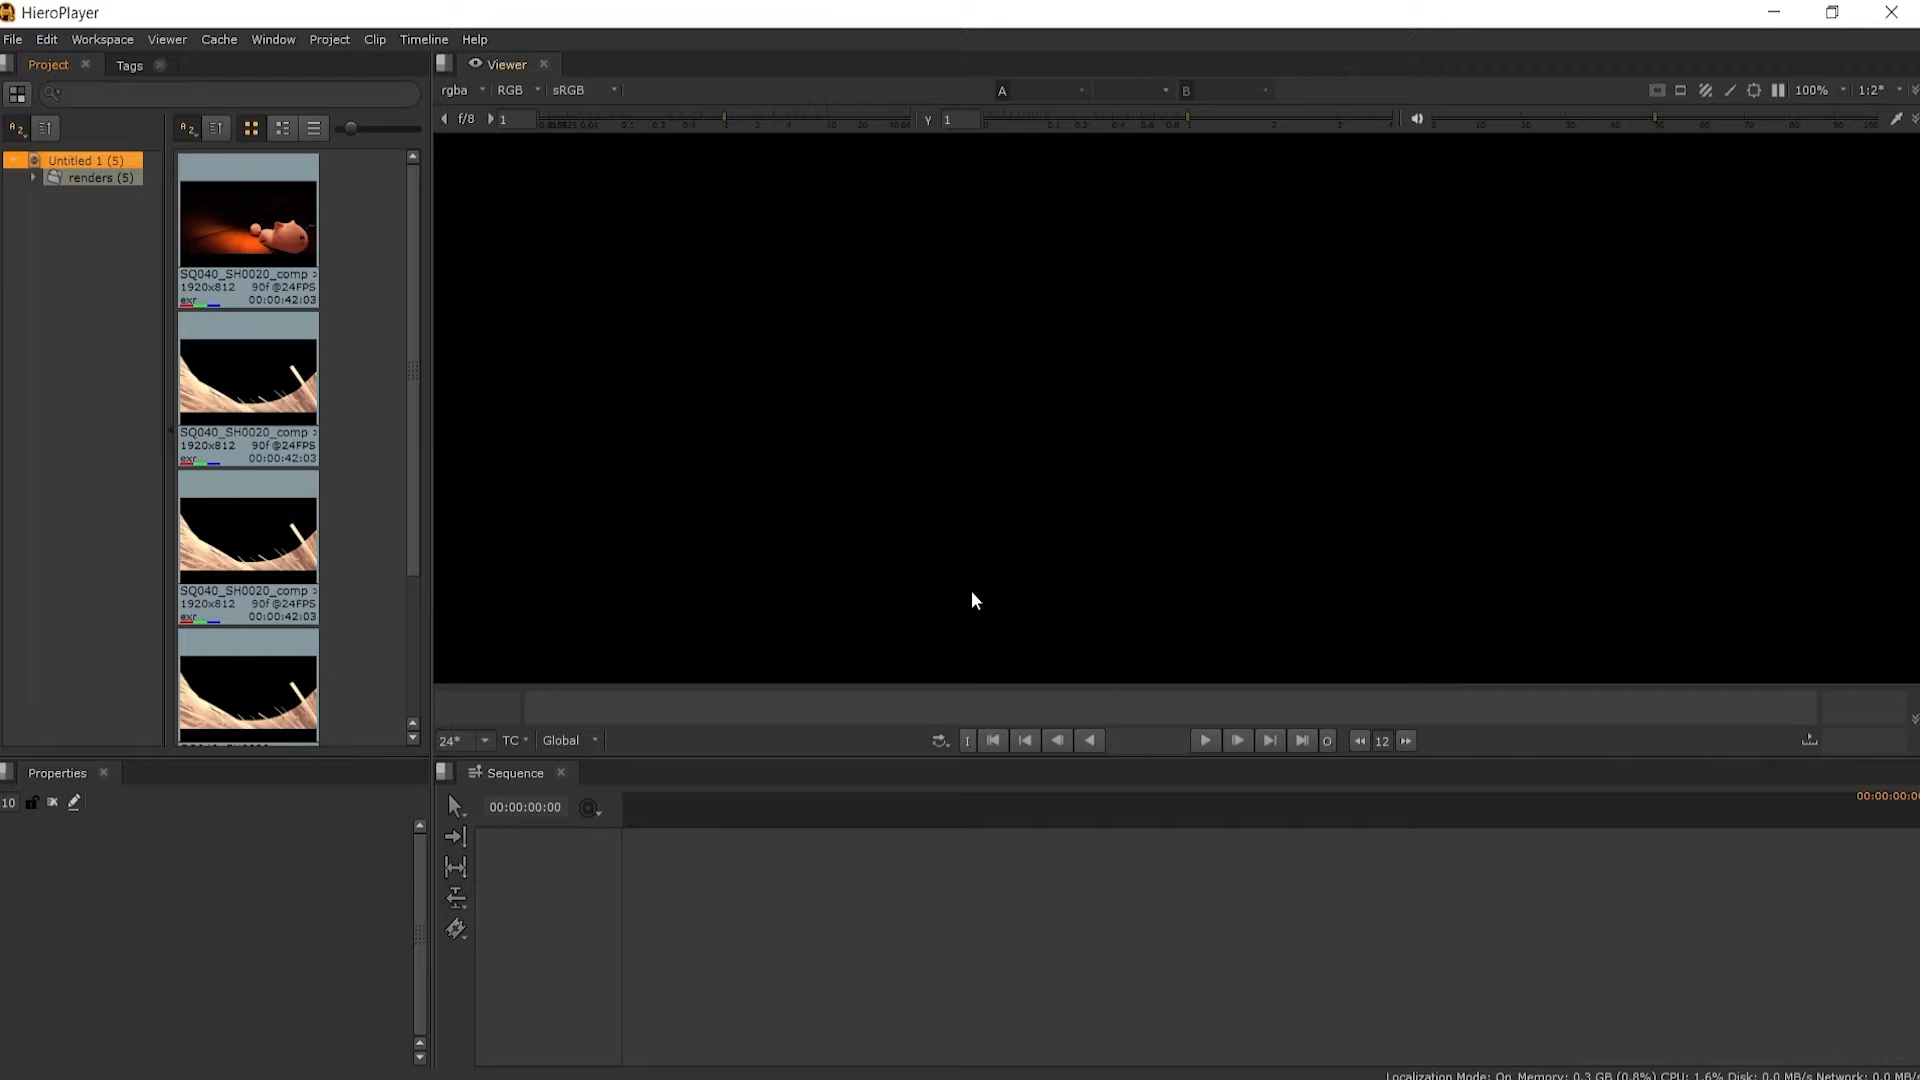 HieroPlayer
File Edit Workspace Viewer Cache Window Project Clip Timeline Help
Project Tags
Viewer
rgba RGB sRGB A B 100% 1:2*
f/8 1 γ 1
Untitled 1 (5)
renders (5)
SQ040_SH0020_comp
1920x812 90f@24FPS
exr 00:00:42:03
SQ040_SH0020_comp
1920x812 90f@24FPS
exr 00:00:42:03
SQ040_SH0020_comp
1920x812 90f@24FPS
exr 00:00:42:03
24* TC Global I O 12
Properties
10
Sequence
00:00:00:00
Localization Mode: On Memory: 0.3 GB (0.8%) CPU: 1.6% Disk: 0.0 MB/s Network: 0.0 MB/